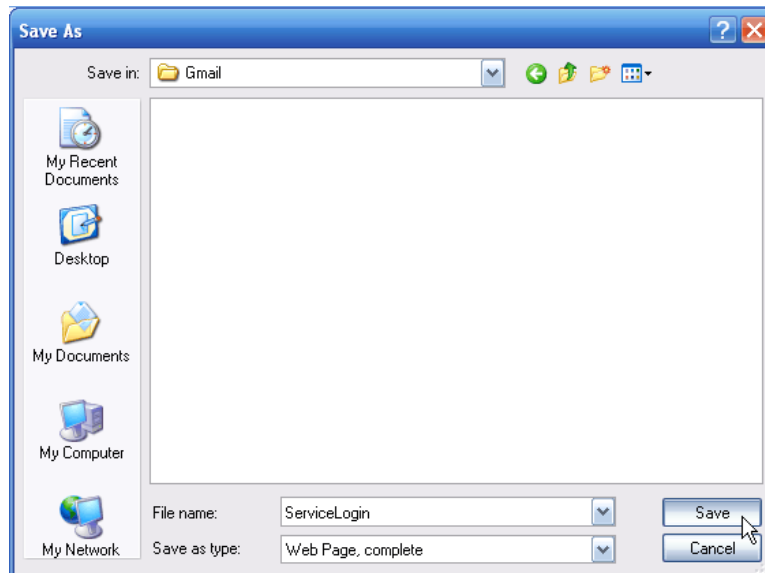 Save As
Save in:
Gmail
My Recent
Documents
Desktop
My Documents
My Computer
My Network
File name:
ServiceLogin
Save
Save as type:
Web Page, complete
Cancel